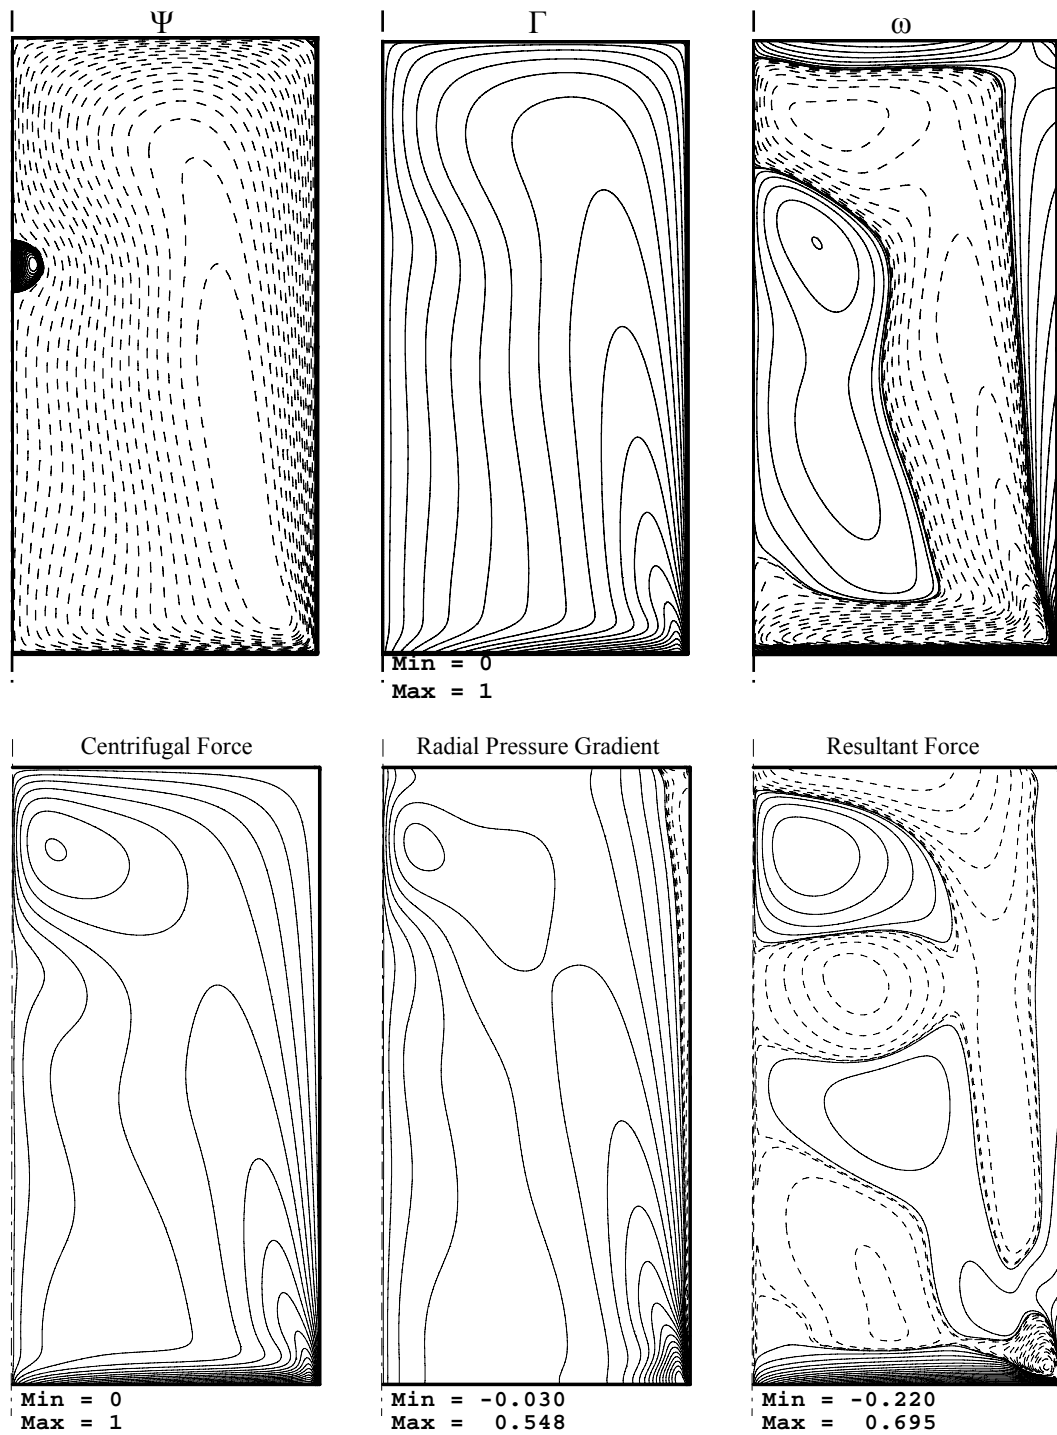 Ψ Γ ω
Min = 0
Max = 1
Centrifugal Force Radial Pressure Gradient Resultant Force
Min = 0 Min = -0.030 Min = -0.220
Max = 1 Max = 0.548 Max = 0.695